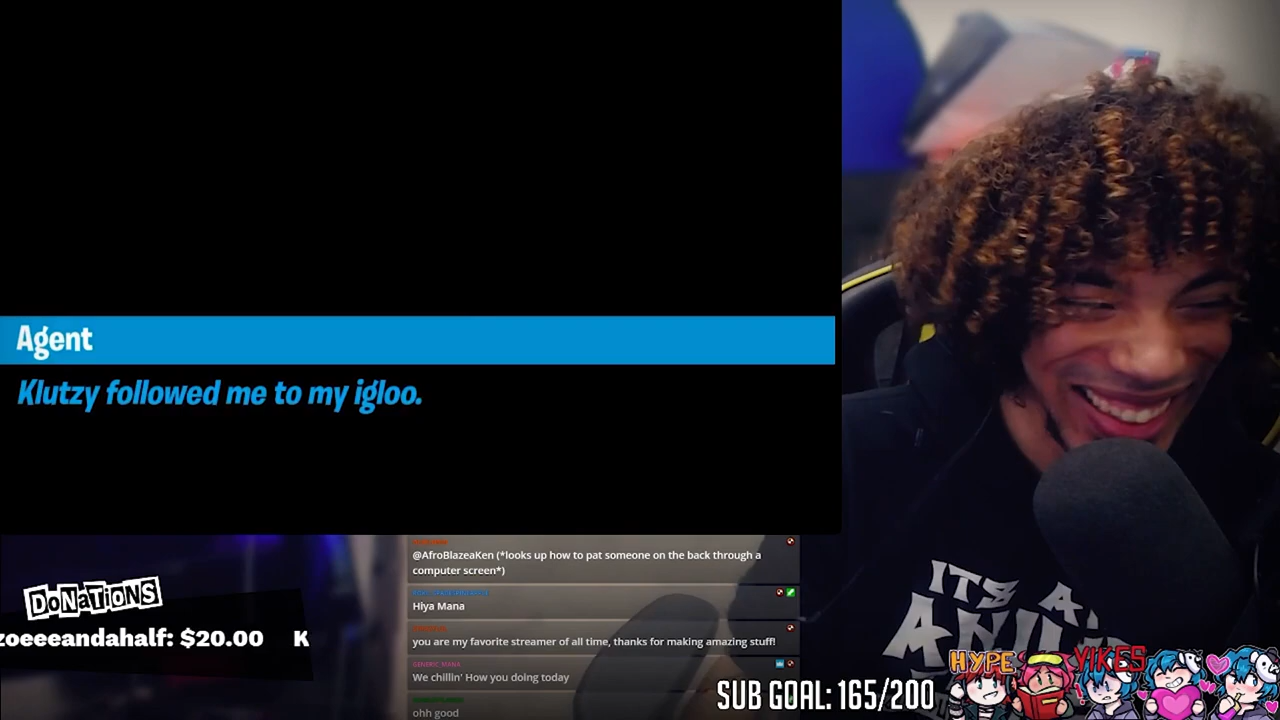 Agent
Klutzy followed me to my igloo.
@AfroBlazeaKen (*looks up how to pat someone on the back through a
computer screen*)
DONATIONS
Hiya Mana
zoeeeandahalf: $20.00 K
you are my favorite streamer of all time, thanks for making amazing stuff!
GENERIC MANA
We chillin' How you doing today
ohh good
ITS A
HYPE
YIKES
SUB GOAL: 165/200